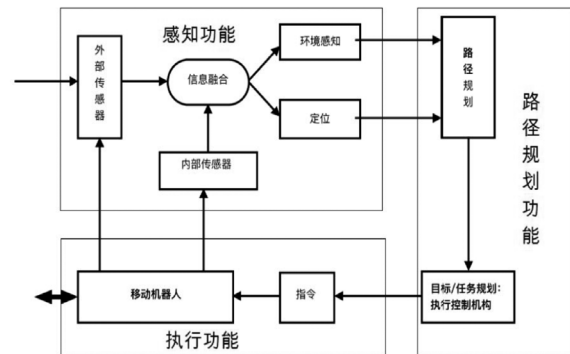 感知功能
外部传感器
信息融合
环境感知
定位
内部传感器
路径规划
路径规划功能
移动机器人
指令
目标/任务规划：
执行控制机构
执行功能